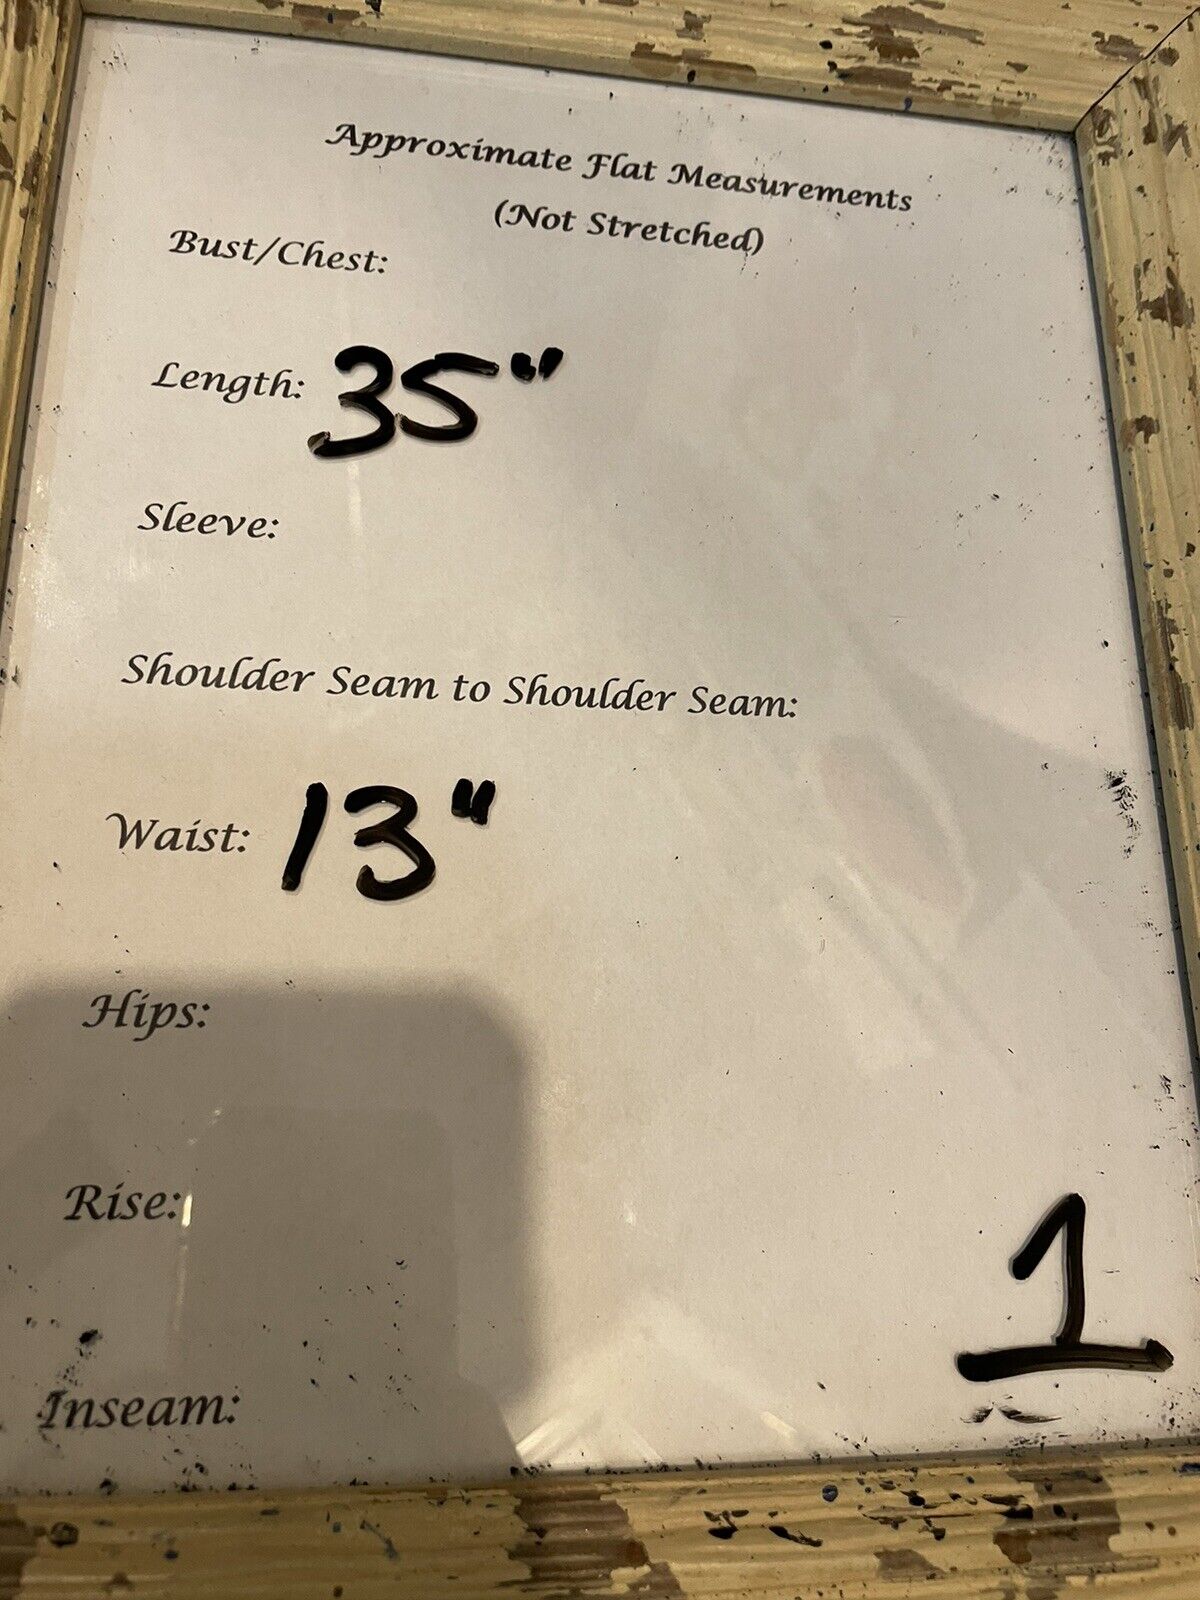 Approximate Flat Measurements
(Not Stretched)
Bust/Chest:
Length: 35"
Sleeve:
Shoulder Seam to Shoulder Seam:
Waist: 13"
Hips:
Rise:
1
Inseam: